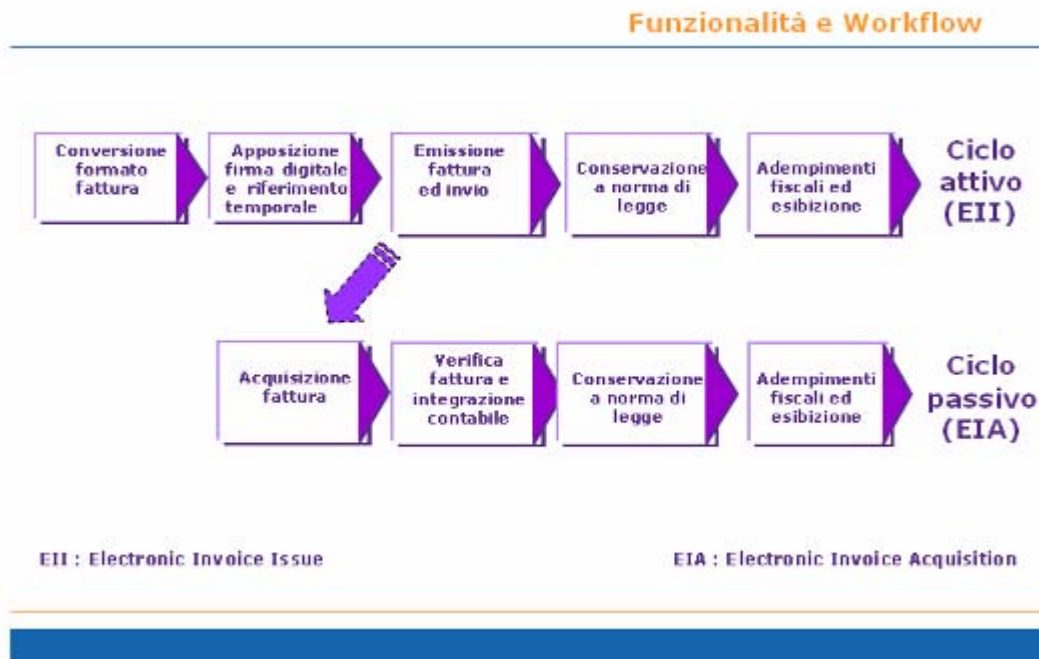 Funzionalità e Workflow
Conversione
formato
fattura
Apposizione
firma digitale
e riferimento
temporale
Emissione
fattura
ed invio
Conservazione
a norma di
legge
Adempimenti
fiscali ed
esibizione
Ciclo
attivo
(EII)
Acquisizione
fattura
Verifica
fattura e
integrazione
contabile
Conservazione
a norma di
legge
Adempimenti
fiscali ed
esibizione
Ciclo
passivo
(EIA)
EII : Electronic Invoice Issue
EIA : Electronic Invoice Acquisition